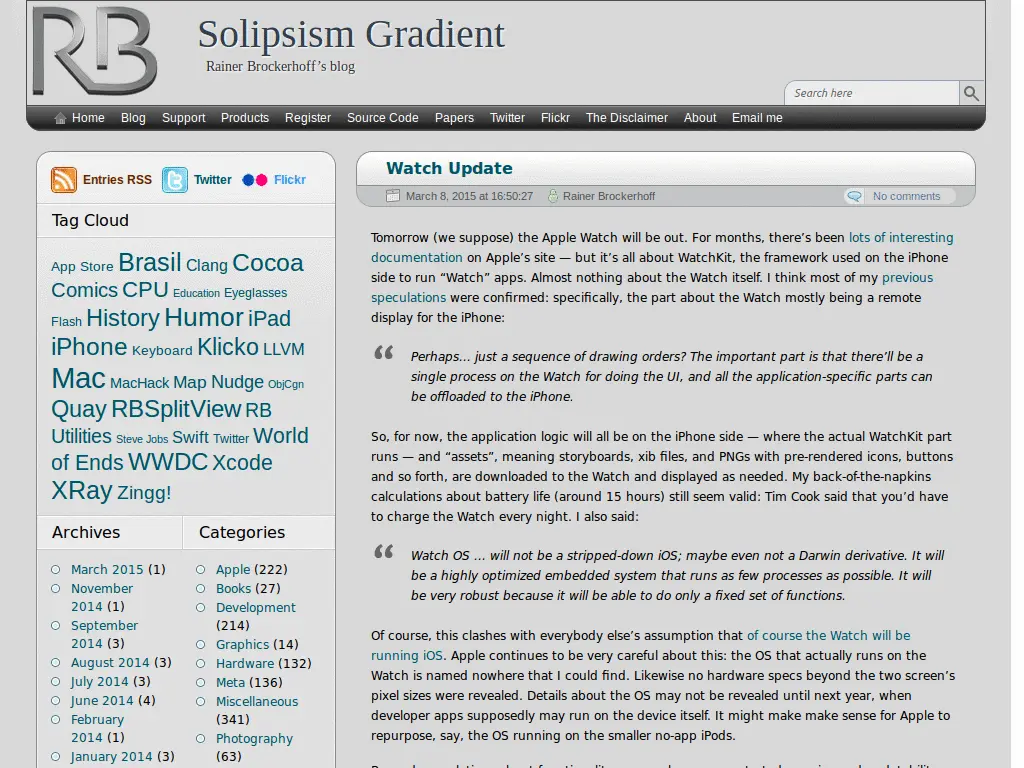 RB
Solipsism Gradient
Rainer Brockerhoff’s blog
Search here
Home Blog Support Products Register Source Code Papers Twitter Flickr The Disclaimer About Email me
Entries RSS Twitter Flickr
Tag Cloud
App Store Brasil Clang Cocoa
Comics CPU Education Eyeglasses
Flash History Humor iPad
iPhone Keyboard Klicko LLVM
Mac MacHack Map Nudge ObjCgn
Quay RBSplitView RB
Utilities Steve Jobs Swift Twitter World
of Ends WWDC Xcode
XRay Zingg!
Archives
March 2015 (1)
November
2014 (1)
September
2014 (3)
August 2014 (3)
July 2014 (3)
June 2014 (4)
February
2014 (1)
January 2014 (3)
Categories
Apple (222)
Books (27)
Development
(214)
Graphics (14)
Hardware (132)
Meta (136)
Miscellaneous
(341)
Photography
(63)
Watch Update
March 8, 2015 at 16:50:27 Rainer Brockerhoff No comments
Tomorrow (we suppose) the Apple Watch will be out. For months, there’s been lots of interesting
documentation on Apple’s site — but it’s all about WatchKit, the framework used on the iPhone
side to run “Watch” apps. Almost nothing about the Watch itself. I think most of my previous
speculations were confirmed: specifically, the part about the Watch mostly being a remote
display for the iPhone:
Perhaps… just a sequence of drawing orders? The important part is that there’ll be a
single process on the Watch for doing the UI, and all the application-specific parts can
be offloaded to the iPhone.
So, for now, the application logic will all be on the iPhone side — where the actual WatchKit part
runs — and “assets”, meaning storyboards, xib files, and PNGs with pre-rendered icons, buttons
and so forth, are downloaded to the Watch and displayed as needed. My back-of-the-napkins
calculations about battery life (around 15 hours) still seem valid: Tim Cook said that you’d have
to charge the Watch every night. I also said:
Watch OS … will not be a stripped-down iOS; maybe even not a Darwin derivative. It will
be a highly optimized embedded system that runs as few processes as possible. It will
be very robust because it will be able to do only a fixed set of functions.
Of course, this clashes with everybody else’s assumption that of course the Watch will be
running iOS. Apple continues to be very careful about this: the OS that actually runs on the
Watch is named nowhere that I could find. Likewise no hardware specs beyond the two screen’s
pixel sizes were revealed. Details about the OS may not be revealed until next year, when
developer apps supposedly may run on the device itself. It might make make sense for Apple to
repurpose, say, the OS running on the smaller no-app iPods.